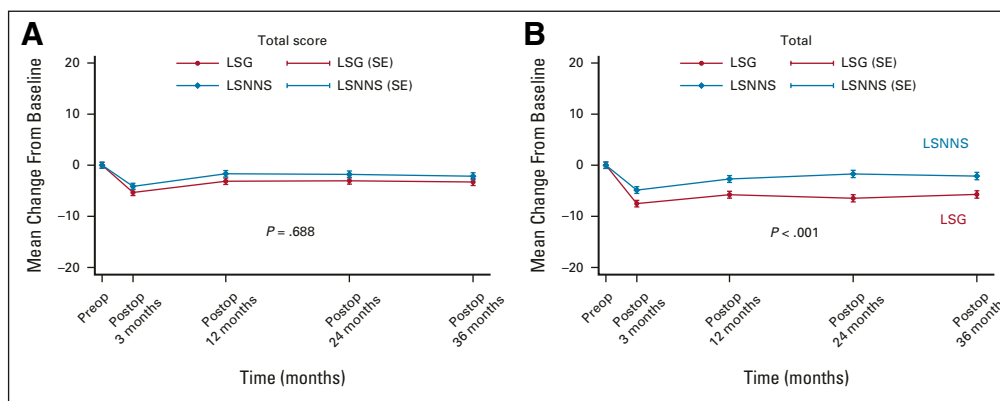 A
Total score
LSG
LSG (SE)
LSNNS
LSNNS (SE)
Mean Change From Baseline
20
10
0
–10
–20
P = .688
Preop
Postop
3 months
Postop
12 months
Postop
24 months
Postop
36 months
Time (months)
B
Total
LSG
LSG (SE)
LSNNS
LSNNS (SE)
Mean Change From Baseline
20
10
0
–10
–20
LSNNS
LSG
P < .001
Preop
Postop
3 months
Postop
12 months
Postop
24 months
Postop
36 months
Time (months)